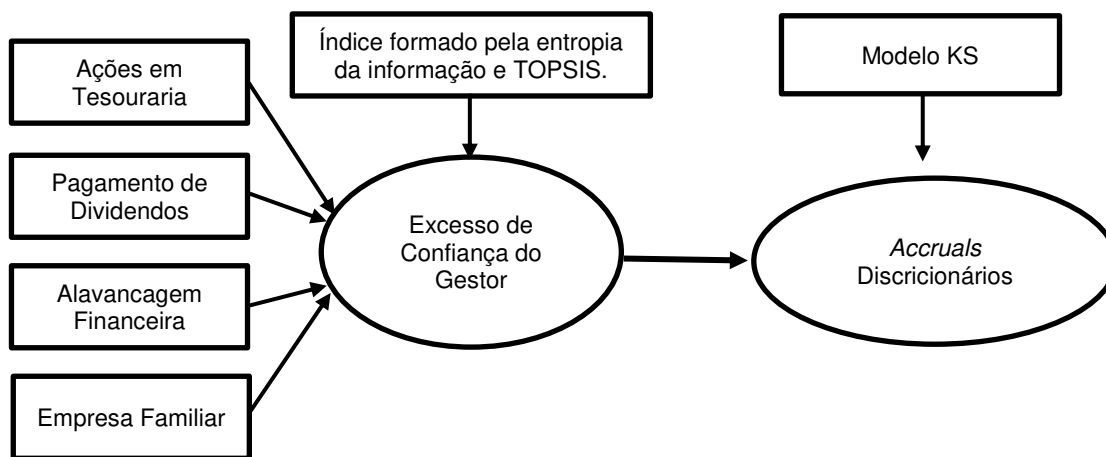 Ações em
Tesouraria
Índice formado pela entropia
da informação e TOPSIS.
Modelo KS
Pagamento de
Dividendos
Excesso de
Confiança do
Gestor
Accruals
Discricionários
Alavancagem
Financeira
Empresa Familiar